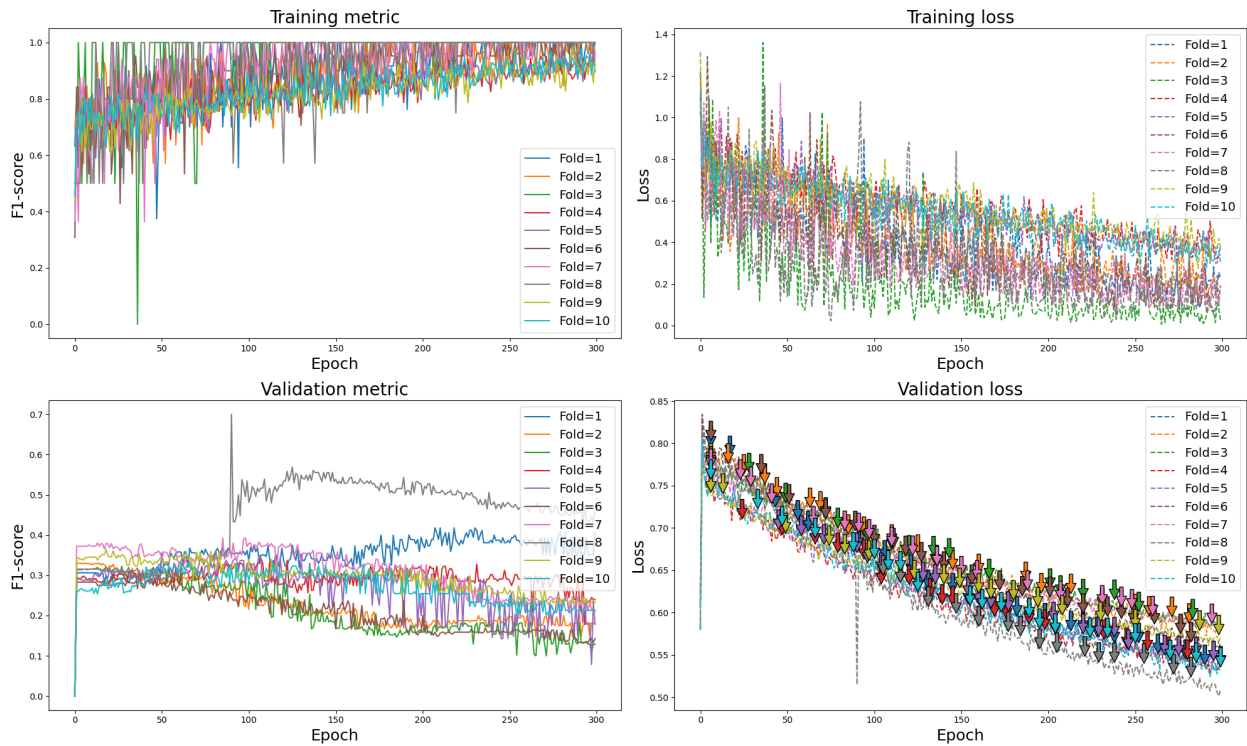 Training metric
F1-score
1.0
0.8
0.6
0.4
0.2
0.0
Fold=1
Fold=2
Fold=3
Fold=4
Fold=5
Fold=6
Fold=7
Fold=8
Fold=9
Fold=10
0
50
100
150
200
250
300
Epoch
Training loss
Loss
1.4
1.2
1.0
0.8
0.6
0.4
0.2
0.0
Fold=1
Fold=2
Fold=3
Fold=4
Fold=5
Fold=6
Fold=7
Fold=8
Fold=9
Fold=10
0
50
100
150
200
250
300
Epoch
Validation metric
F1-score
0.7
0.6
0.5
0.4
0.3
0.2
0.1
0.0
Fold=1
Fold=2
Fold=3
Fold=4
Fold=5
Fold=6
Fold=7
Fold=8
Fold=9
Fold=10
0
50
100
150
200
250
300
Epoch
Validation loss
Loss
0.85
0.80
0.75
0.70
0.65
0.60
0.55
0.50
Fold=1
Fold=2
Fold=3
Fold=4
Fold=5
Fold=6
Fold=7
Fold=8
Fold=9
Fold=10
0
50
100
150
200
250
300
Epoch